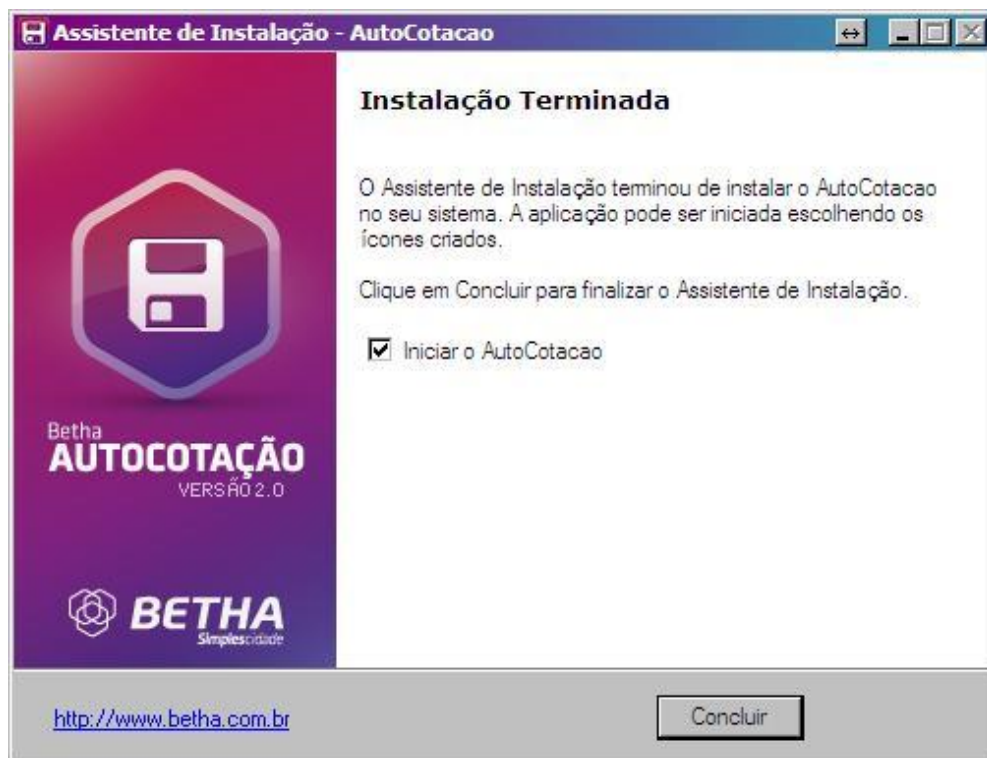 Assistente de Instalação - AutoCotacao
Instalação Terminada
O Assistente de Instalação terminou de instalar o AutoCotacao
no seu sistema. A aplicação pode ser iniciada escolhendo os
ícones criados.
Clique em Concluir para finalizar o Assistente de Instalação.
Iniciar o AutoCotacao
Betha
AUTOCOTAÇÃO
VERSÃO 2.0
BETHA
Simplescidade
http://www.betha.com.br
Concluir